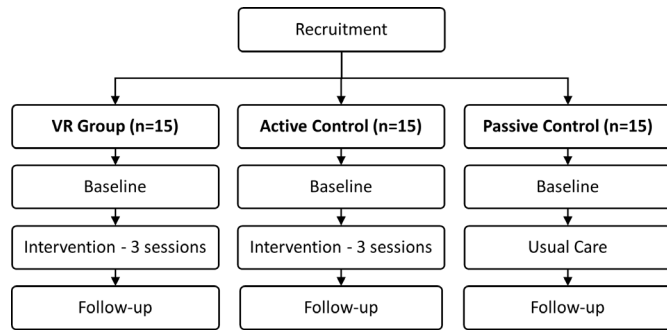 Recruitment
VR Group (n=15)
Active Control (n=15)
Passive Control (n=15)
Baseline
Baseline
Baseline
Intervention - 3 sessions
Intervention - 3 sessions
Usual Care
Follow-up
Follow-up
Follow-up